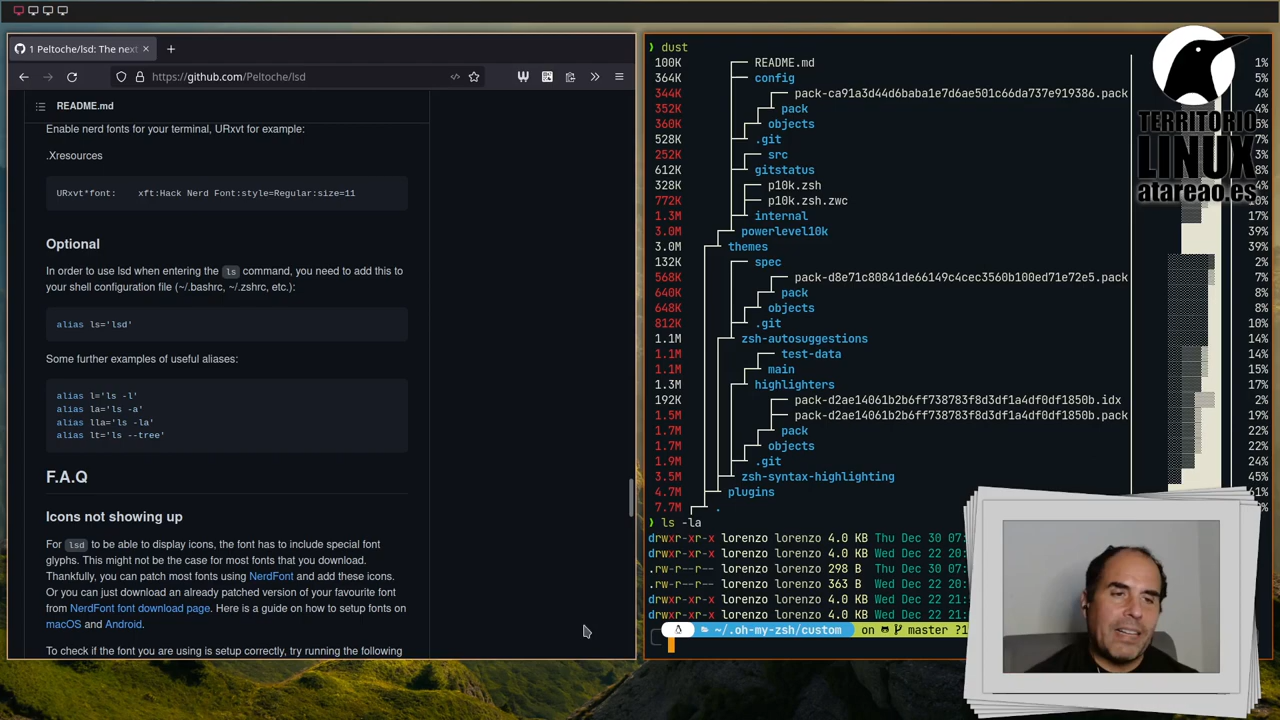 1 Peltoche/lsd: The next
https://github.com/Peltoche/lsd
README.md
Enable nerd fonts for your terminal, URxvt for example:
.Xresources
URxvt*font:    xft:Hack Nerd Font:style=Regular:size=11
Optional
In order to use lsd when entering the ls command, you need to add this to
your shell configuration file (~/.bashrc, ~/.zshrc, etc.):
alias ls='lsd'
Some further examples of useful aliases:
alias l='ls -l'
alias la='ls -a'
alias lla='ls -la'
alias lt='ls --tree'
F.A.Q
Icons not showing up
For lsd to be able to display icons, the font has to include special font
glyphs. This might not be the case for most fonts that you download.
Thankfully, you can patch most fonts using NerdFont and add these icons.
Or you can just download an already patched version of your favourite font
from NerdFont font download page. Here is a guide on how to setup fonts on
macOS and Android.
To check if the font you are using is setup correctly, try running the following
❯ dust
100K README.md 1%
364K config 5%
344K pack-ca91a3d44d6baba1e7d6ae501c66da737e919386.pack 4%
352K pack
360K objects
528K .git
252K src
612K gitstatus
328K p10k.zsh
772K p10k.zsh.zwc
1.3M internal 17%
3.0M powerlevel10k 39%
3.0M themes 39%
132K spec 2%
568K pack-d8e71c80841de66149c4cec3560b100ed71e72e5.pack 7%
640K pack 8%
648K objects 8%
812K .git 10%
1.1M zsh-autosuggestions 14%
1.1M test-data 14%
1.1M main 15%
1.3M highlighters 17%
192K pack-d2ae14061b2b6ff738783f8d3df1a4df0df1850b.idx 2%
1.5M pack-d2ae14061b2b6ff738783f8d3df1a4df0df1850b.pack 19%
1.7M pack 22%
1.7M objects 22%
1.9M .git 24%
3.5M zsh-syntax-highlighting 45%
4.7M plugins 61%
7.7M .
❯ ls -la
drwxr-xr-x lorenzo lorenzo 4.0 KB Thu Dec 30 07:
drwxr-xr-x lorenzo lorenzo 4.0 KB Wed Dec 22 20:
.rw-r--r-- lorenzo lorenzo 298 B Thu Dec 30 07:
.rw-r--r-- lorenzo lorenzo 363 B Wed Dec 22 20:
drwxr-xr-x lorenzo lorenzo 4.0 KB Wed Dec 22 21:
drwxr-xr-x lorenzo lorenzo 4.0 KB Wed Dec 22 21:
~/.oh-my-zsh/custom on master ?1
TERRITORIO
LINUX
atareao.es